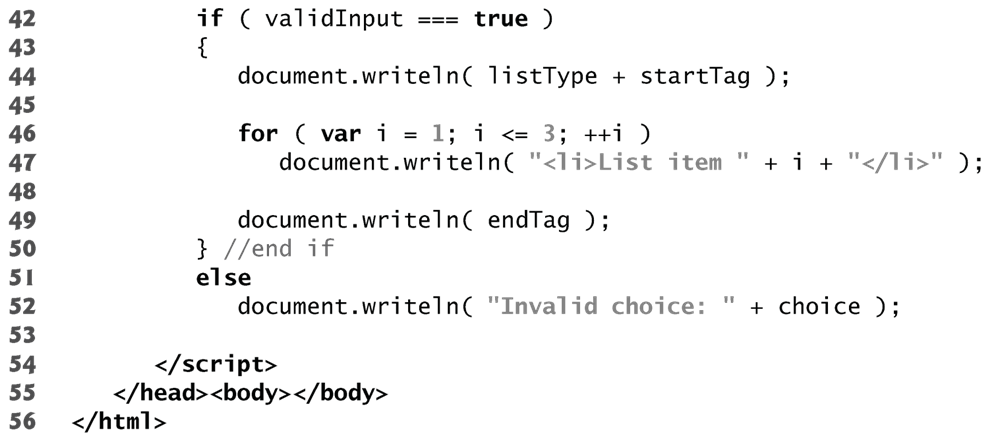 42 if ( validInput === true )
43 {
44 document.writeln( listType + startTag );
45
46 for ( var i = 1; i <= 3; ++i )
47 document.writeln( "<li>List item " + i + "</li>" );
48
49 document.writeln( endTag );
50 } //end if
51 else
52 document.writeln( "Invalid choice: " + choice );
53
54 </script>
55 </head><body></body>
56 </html>